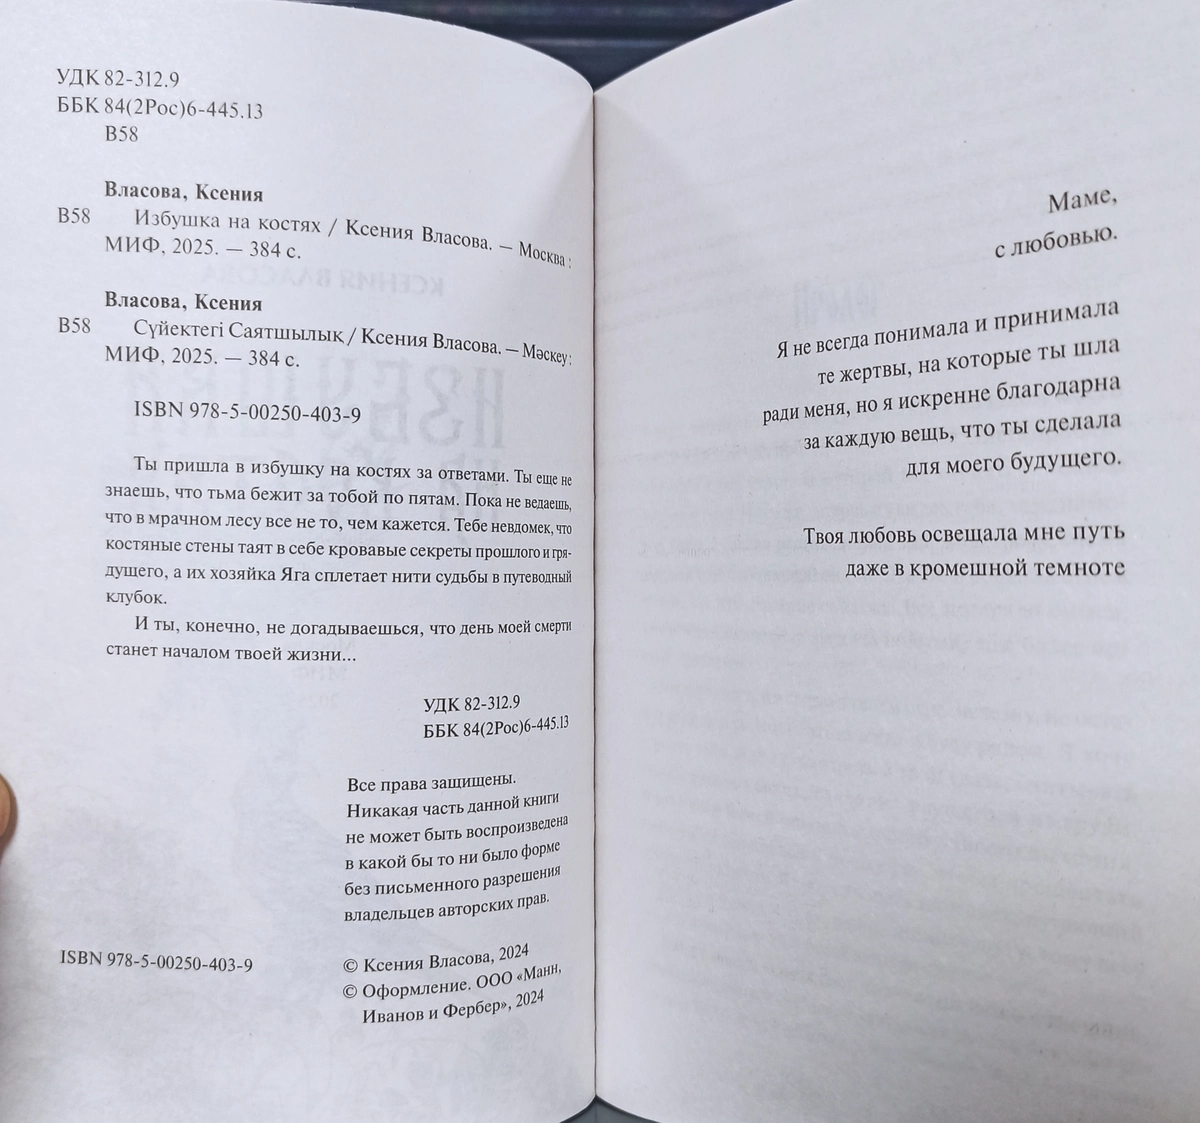 УДК 82-312.9
ББК 84(2Рос)6-445.13
В58
Власова, Ксения
В58 Избушка на костях / Ксения Власова. — Москва :
МИФ, 2025. — 384 с.
Власова, Ксения
В58 Сүйектегі Саятшылық / Ксения Власова. — Мәскеу :
МИФ, 2025. — 384 с.
ISBN 978-5-00250-403-9
Ты пришла в избушку на костях за ответами. Ты еще не
знаешь, что тьма бежит за тобой по пятам. Пока не ведаешь,
что в мрачном лесу все не то, чем кажется. Тебе невдомек, что
костяные стены таят в себе кровавые секреты прошлого и гря-
дущего, а их хозяйка Яга сплетает нити судьбы в путеводный
клубок.
И ты, конечно, не догадываешься, что день моей смерти
станет началом твоей жизни...
УДК 82-312.9
ББК 84(2Рос)6-445.13
Все права защищены.
Никакая часть данной книги
не может быть воспроизведена
в какой бы то ни было форме
без письменного разрешения
владельцев авторских прав.
ISBN 978-5-00250-403-9
© Ксения Власова, 2024
© Оформление. ООО «Манн,
Иванов и Фербер», 2024
Маме,
с любовью.
Я не всегда понимала и принимала
те жертвы, на которые ты шла
ради меня, но я искренне благодарна
за каждую вещь, что ты сделала
для моего будущего.
Твоя любовь освещала мне путь
даже в кромешной темноте